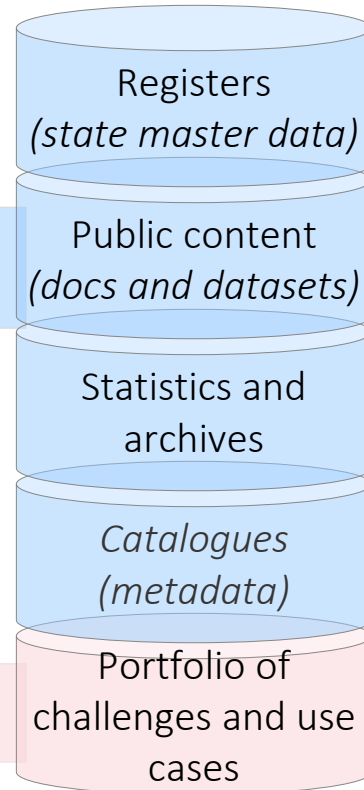 Registers
(state master data)
Public content
(docs and datasets)
Statistics and
archives
Catalogues
(metadata)
Portfolio of
challenges and use
cases